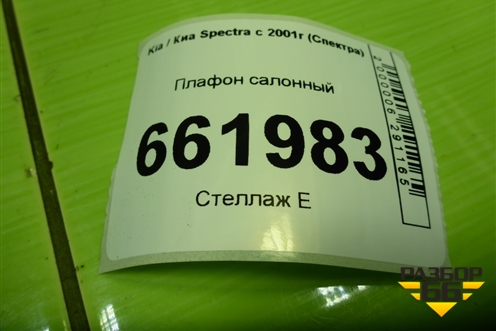 Kia / Киа Spectra с 2001г (Спектра)
Плафон салонный
661983
Стеллаж Е
2000006291165
РАЗБОР
66